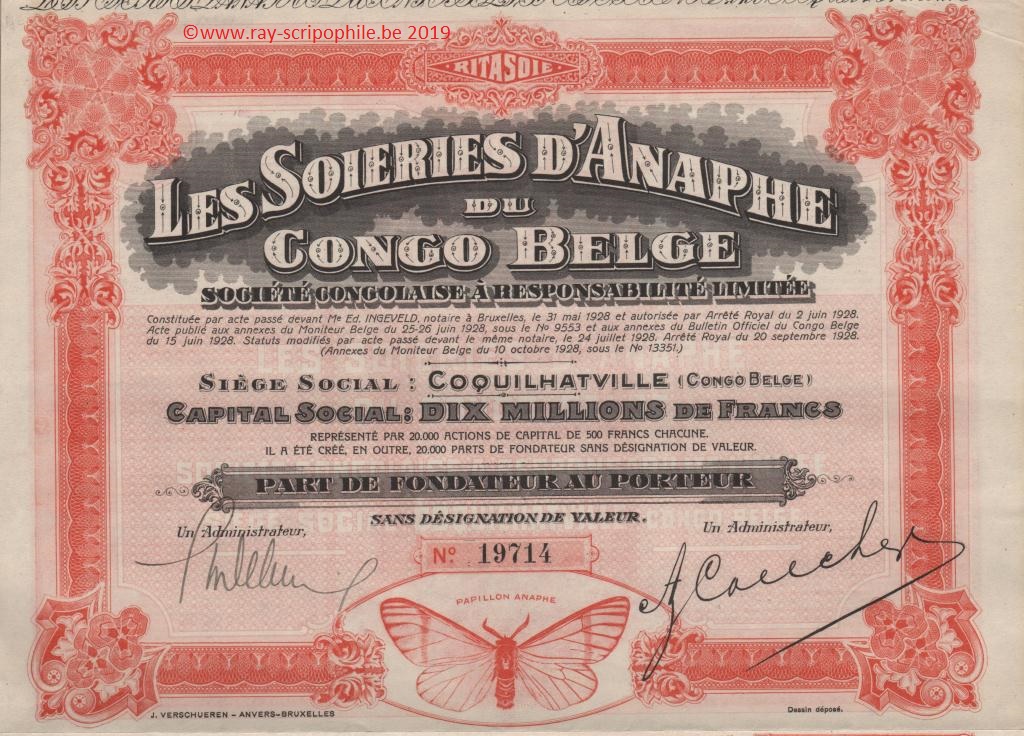 ©www.ray-scripophile.be 2019
RITASOIE
LES SOIERIES D'ANAPHE
DU
CONGO BELGE
SOCIÉTÉ CONGOLAISE À RESPONSABILITÉ LIMITÉE
Constituée par acte passé devant Me Ed. INGEVELD, notaire à Bruxelles, le 31 mai 1928 et autorisée par Arrêté Royal du 2 juin 1928.
Acte publié aux annexes du Moniteur Belge du 25-26 juin 1928, sous le No 9553 et aux annexes du Bulletin Officiel du Congo Belge
du 15 juin 1928. Statuts modifiés par acte passé devant le même notaire, le 24 juillet 1928. Arrêté Royal du 20 septembre 1928.
(Annexes du Moniteur Belge du 10 octobre 1928, sous le No 13351.)
SIÈGE SOCIAL : COQUILHATVILLE (CONGO BELGE)
CAPITAL SOCIAL: DIX MILLIONS DE FRANCS
REPRÉSENTÉ PAR 20.000 ACTIONS DE CAPITAL DE 500 FRANCS CHACUNE.
IL A ÉTÉ CRÉÉ, EN OUTRE, 20.000 PARTS DE FONDATEUR SANS DÉSIGNATION DE VALEUR.
PART DE FONDATEUR AU PORTEUR
SANS DÉSIGNATION DE VALEUR.
Un Administrateur,
Un Administrateur,
No 19714
PAPILLON ANAPHE
J. VERSCHUEREN - ANVERS-BRUXELLES
Dessin déposé.